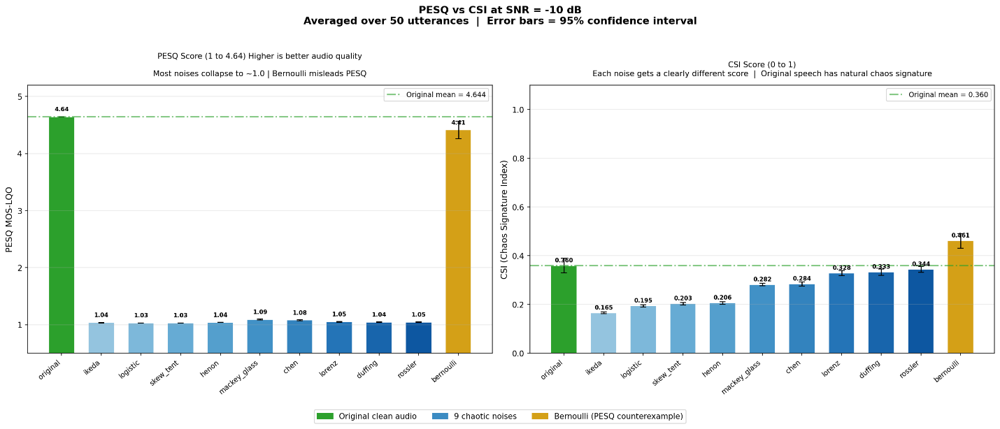 PESQ vs CSI at SNR = -10 dB
Averaged over 50 utterances | Error bars = 95% confidence interval
PESQ Score (1 to 4.64) Higher is better audio quality
Most noises collapse to ~1.0 | Bernoulli misleads PESQ
Original mean = 4.644
PESQ MOS-LQO
5
4
3
2
1
4.64
1.04
1.03
1.03
1.04
1.09
1.08
1.05
1.04
1.05
4.41
original
ikeda
logistic
skew_tent
henon
mackey_glass
chen
lorenz
duffing
rossler
bernoulli
CSI Score (0 to 1)
Each noise gets a clearly different score | Original speech has natural chaos signature
Original mean = 0.360
CSI (Chaos Signature Index)
1.0
0.8
0.6
0.4
0.2
0.0
0.360
0.165
0.195
0.203
0.206
0.282
0.284
0.328
0.333
0.344
0.461
original
ikeda
logistic
skew_tent
henon
mackey_glass
chen
lorenz
duffing
rossler
bernoulli
Original clean audio
9 chaotic noises
Bernoulli (PESQ counterexample)